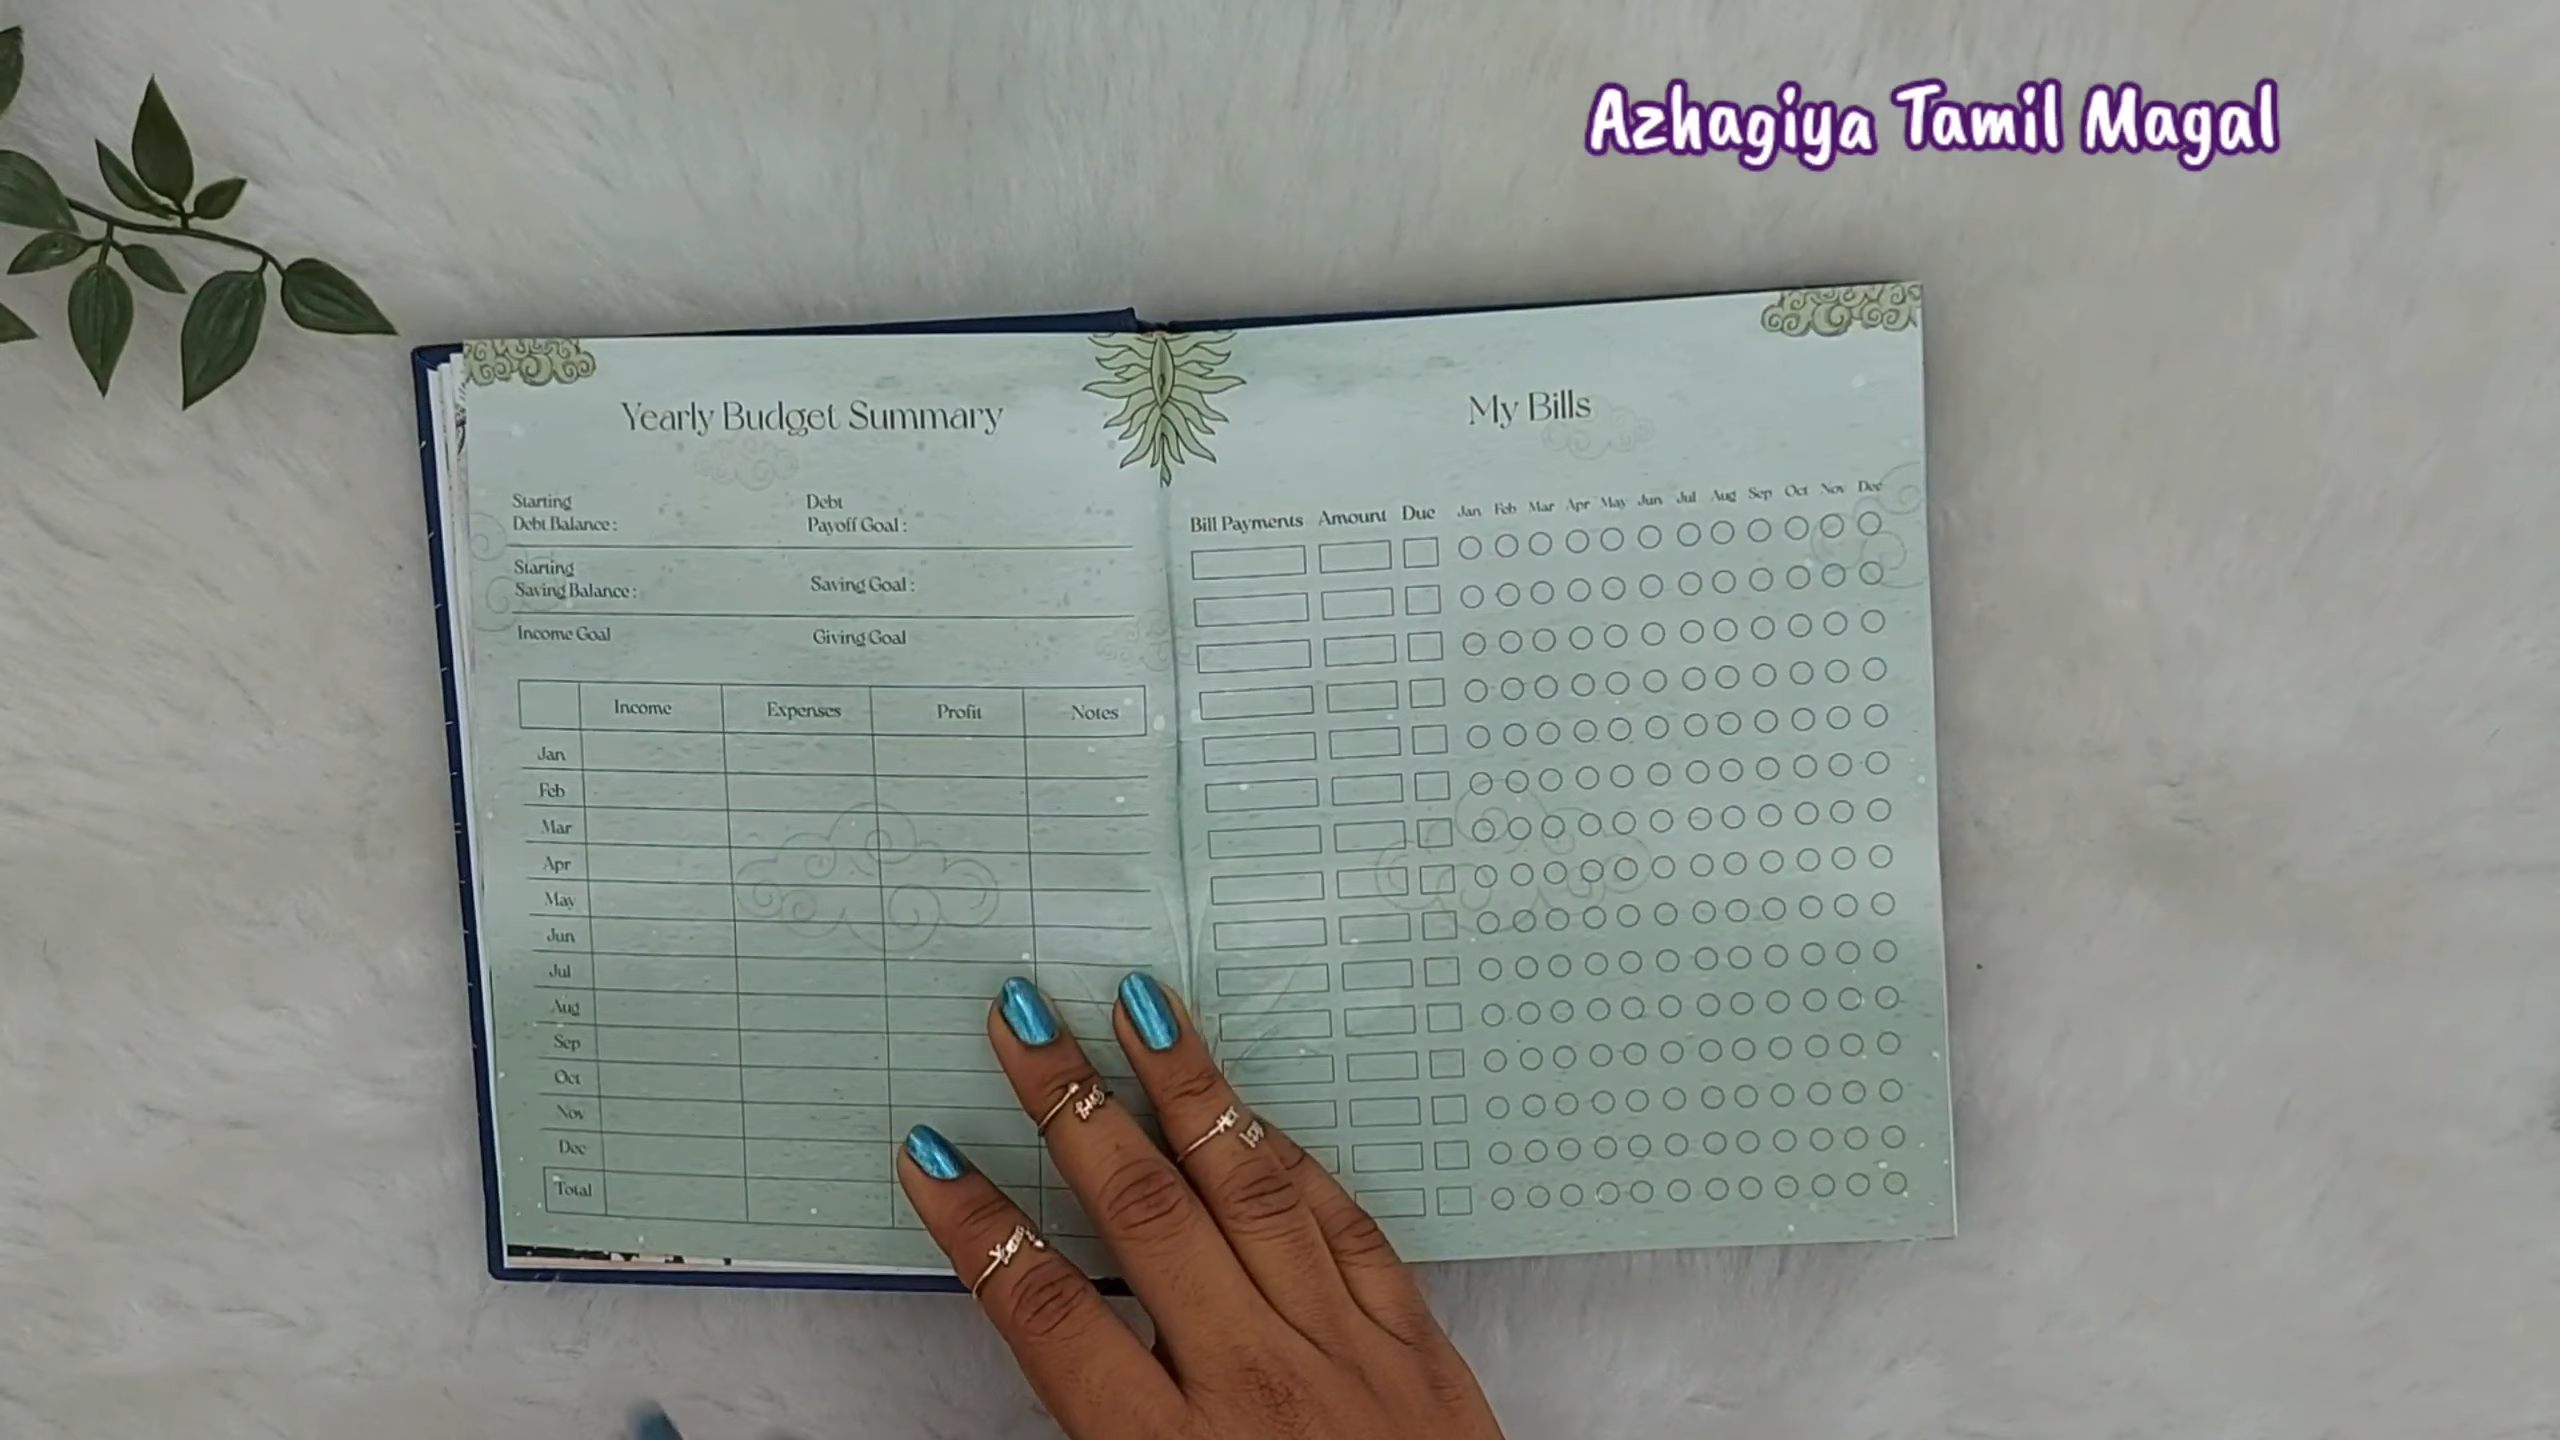 Azhagiya Tamil Magal
Yearly Budget Summary
Starting
Debt Balance :
Debt
Payoff Goal :
Starting
Saving Balance :
Saving Goal :
Income Goal
Giving Goal
Income Expenses Profit Notes
Jan
Feb
Mar
Apr
May
Jun
Jul
Aug
Sep
Oct
Nov
Dec
Total
My Bills
Bill Payments Amount Due Jan Feb Mar Apr May Jun Jul Aug Sep Oct Nov Dec